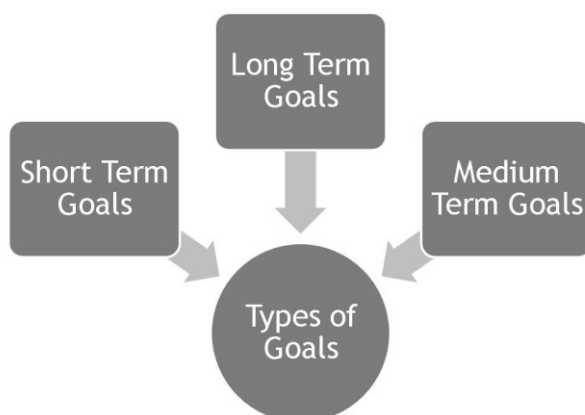 Long Term
Goals
Short Term
Goals
Medium
Term Goals
Types of
Goals